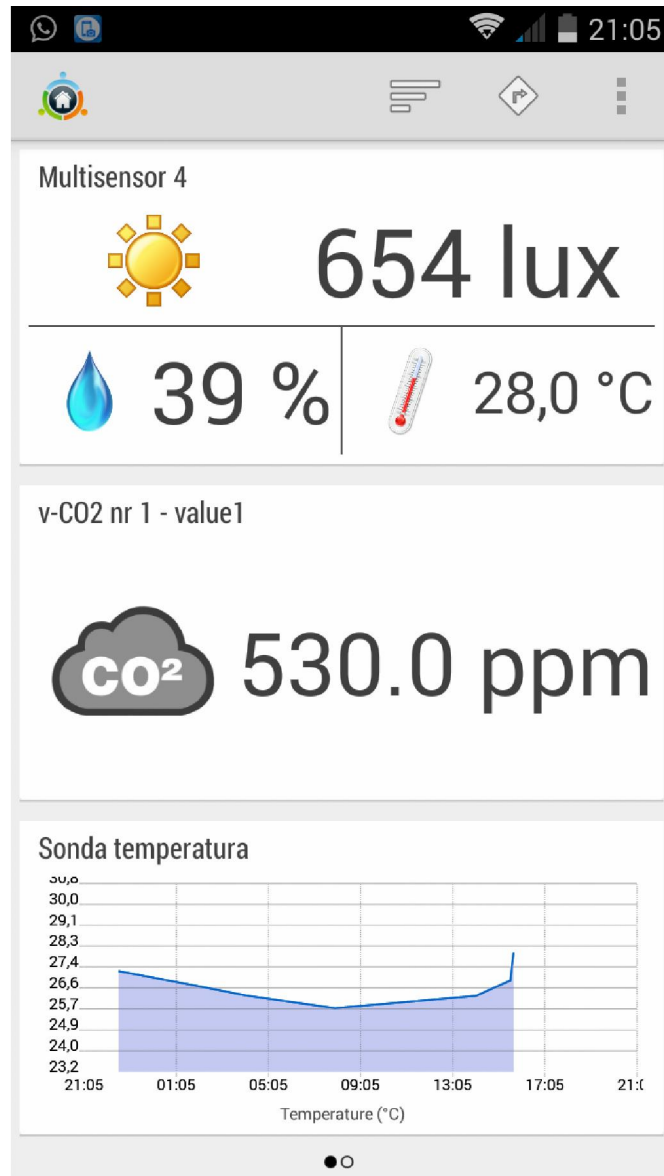 21:05
Multisensor 4
654 lux
39 % 28,0 °C
v-CO2 nr 1 - value1
CO² 530.0 ppm
Sonda temperatura
30,8
30,0
29,1
28,3
27,4
26,6
25,7
24,9
24,0
23,2
21:05 01:05 05:05 09:05 13:05 17:05
Temperature (°C)